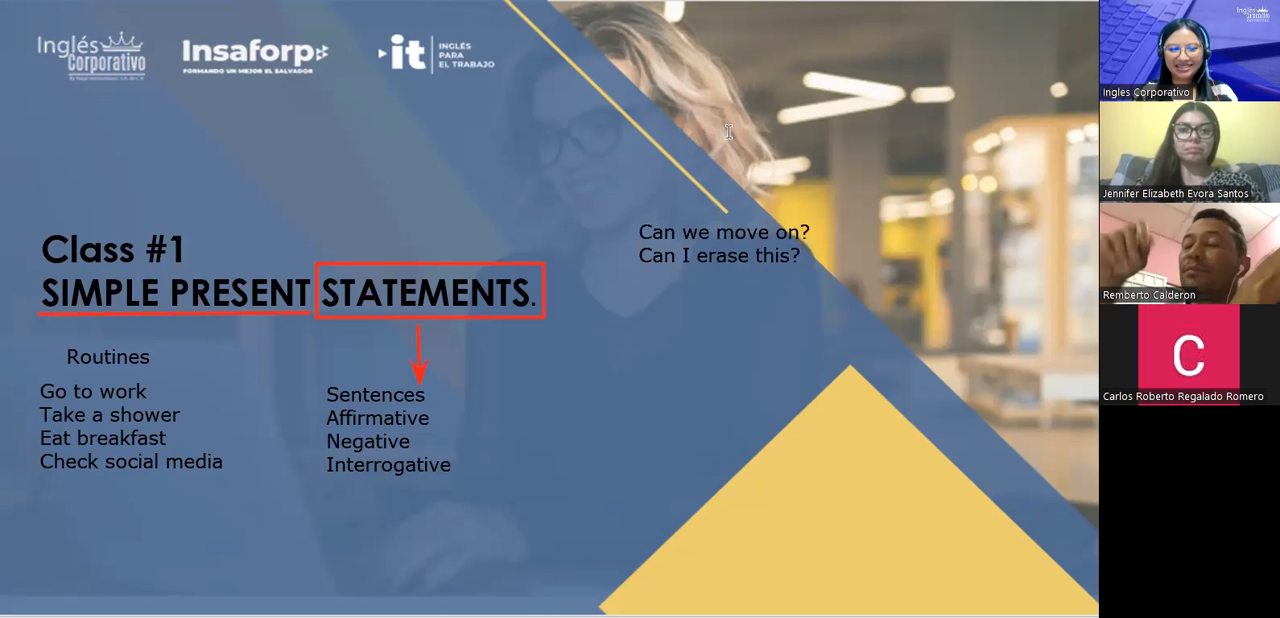 Inglés
Corporativo
Insaforp
FORMANDO UN MEJOR EL SALVADOR
it
INGLÉS
PARA
EL TRABAJO
Class #1
SIMPLE PRESENT STATEMENTS.
Routines
Go to work
Take a shower
Eat breakfast
Check social media
Sentences
Affirmative
Negative
Interrogative
Can we move on?
Can I erase this?
Ingles Corporativo
Jennifer Elizabeth Evora Santos
Remberto Calderon
C
Carlos Roberto Regalado Romero